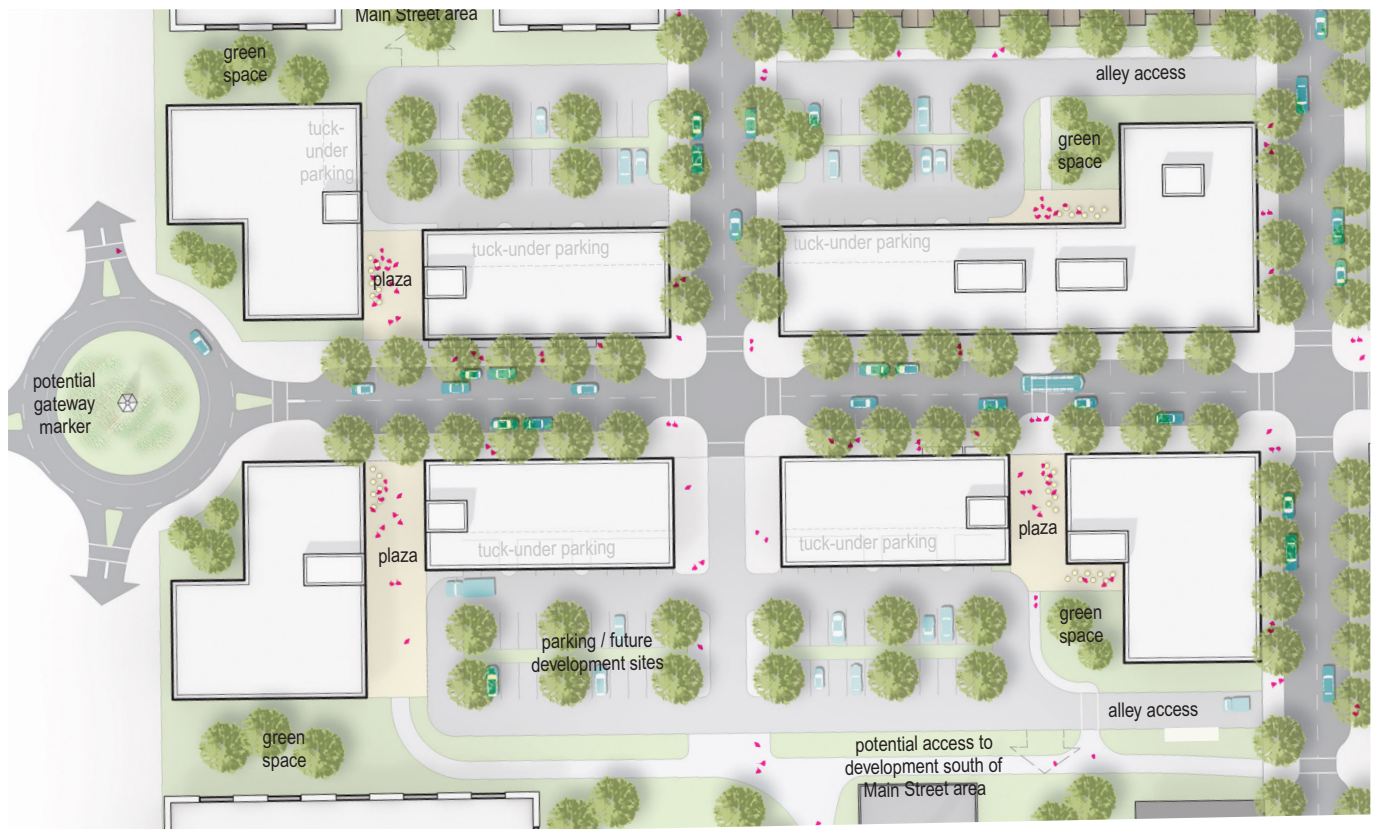 Main Street area
green
space
alley access
tuck-
under
parking
green
space
tuck-under parking
tuck-under parking
plaza
potential
gateway
marker
plaza
tuck-under parking
tuck-under parking
plaza
green
space
parking / future
development sites
alley access
green
space
potential access to
development south of
Main Street area